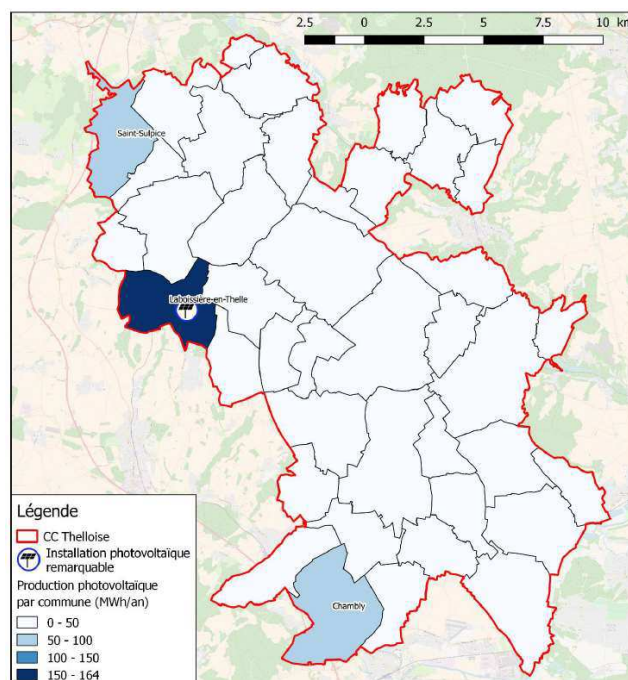 2.5 0 2.5 5 7.5 10 km
Saint-Sulpice
Laboissière-en-Thelle
Chambly
Légende
CC Thelloise
Installation photovoltaïque
remarquable
Production photovoltaïque
par commune (MWh/an)
0 - 50
50 - 100
100 - 150
150 - 164